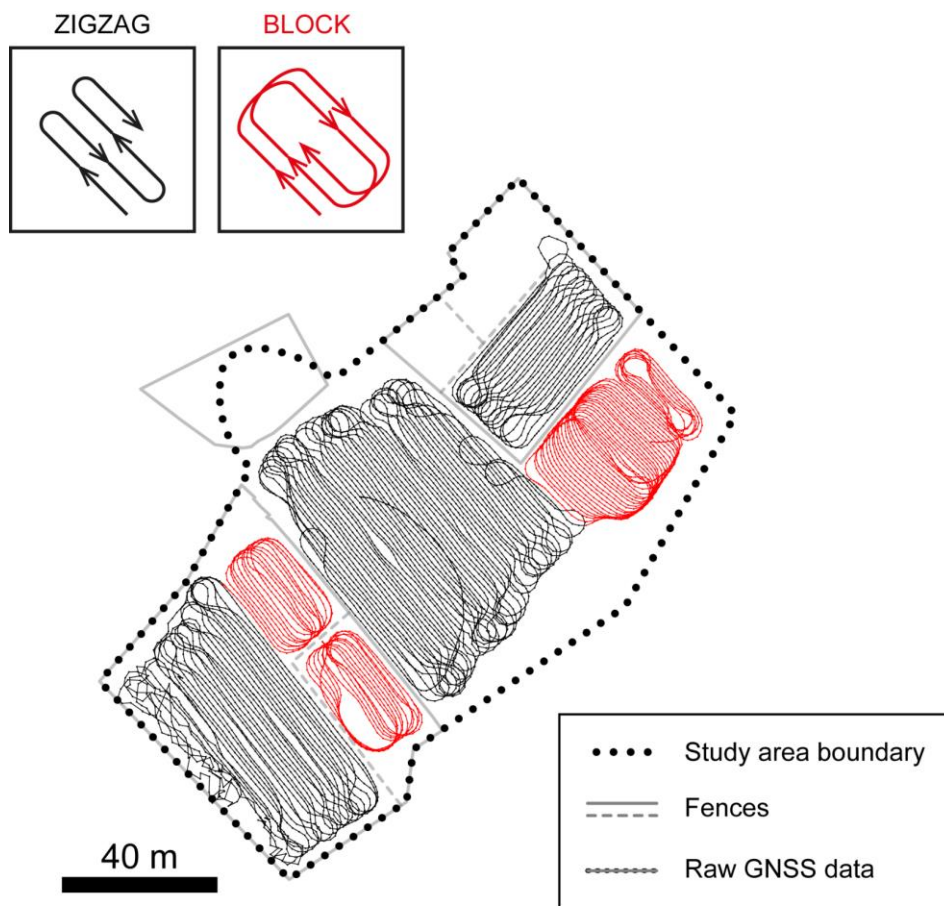 ZIGZAG
BLOCK
Study area boundary
Fences
Raw GNSS data
40 m